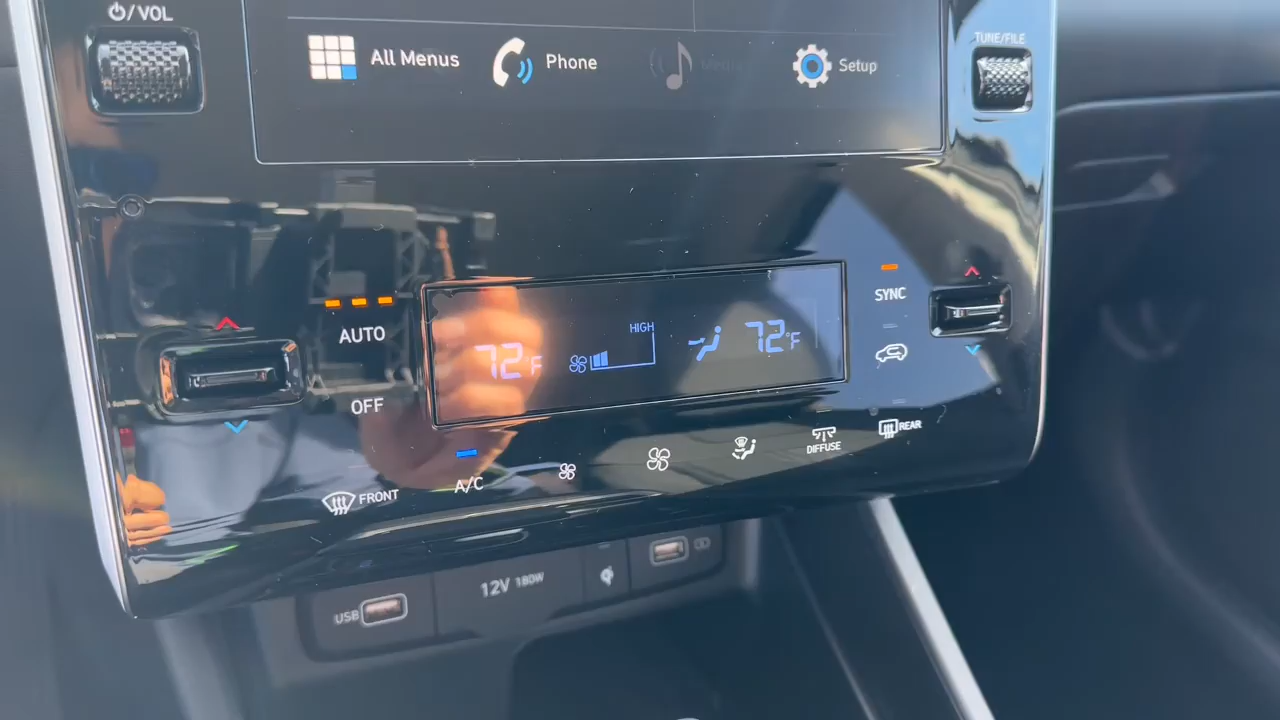 ⏻/VOL
TUNE/FILE
All Menus
Phone
Media
Setup
AUTO
OFF
72°F
HIGH
72°F
SYNC
FRONT
A/C
DIFFUSE
REAR
USB
12V 180W